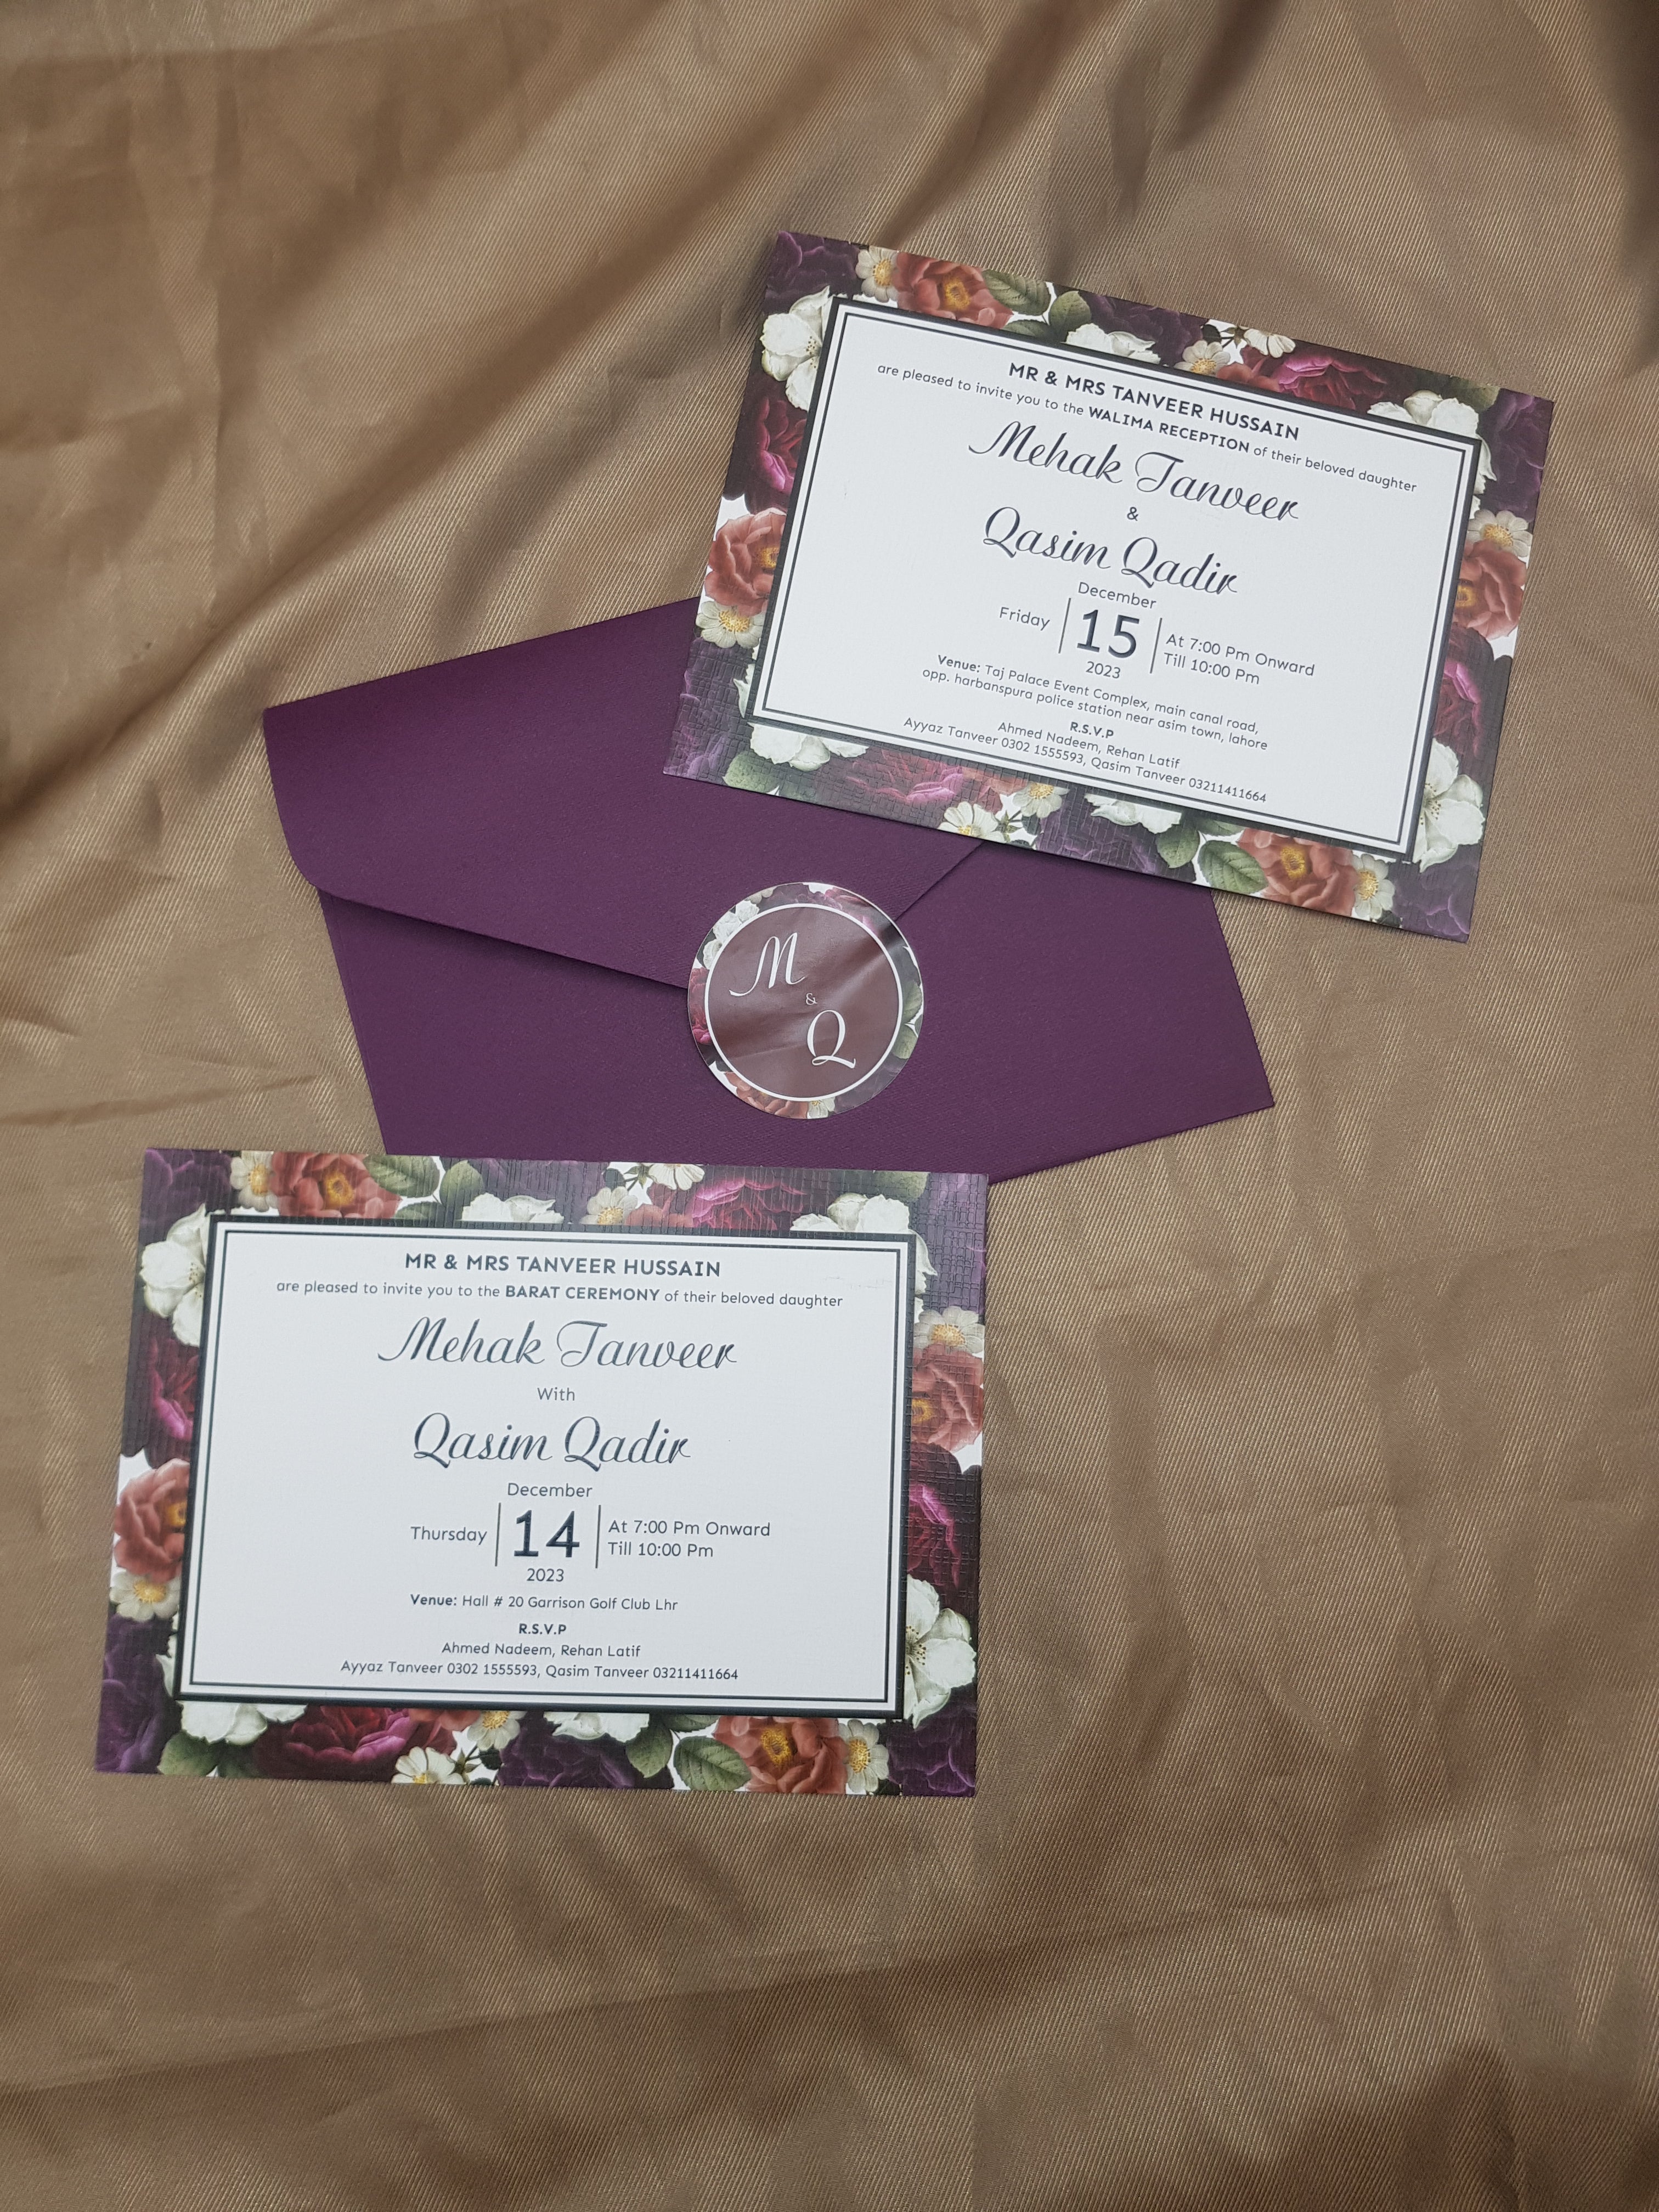 MR & MRS TANVEER HUSSAIN
are pleased to invite you to the WALIMA RECEPTION of their beloved daughter
Mehak Tanveer
&
Qasim Qadir
December
Friday
15
At 7:00 Pm Onward
Till 10:00 Pm
2023
Venue: Taj Palace Event Complex, main canal road,
opp. harbanspura police station near asim town, lahore
R.S.V.P
Ahmed Nadeem, Rehan Latif
Ayyaz Tanveer 0302 1555593, Qasim Tanveer 03211411664
M
&
Q
MR & MRS TANVEER HUSSAIN
are pleased to invite you to the BARAT CEREMONY of their beloved daughter
Mehak Tanveer
With
Qasim Qadir
December
Thursday
14
At 7:00 Pm Onward
Till 10:00 Pm
2023
Venue: Hall # 20 Garrison Golf Club Lhr
R.S.V.P
Ahmed Nadeem, Rehan Latif
Ayyaz Tanveer 0302 1555593, Qasim Tanveer 03211411664